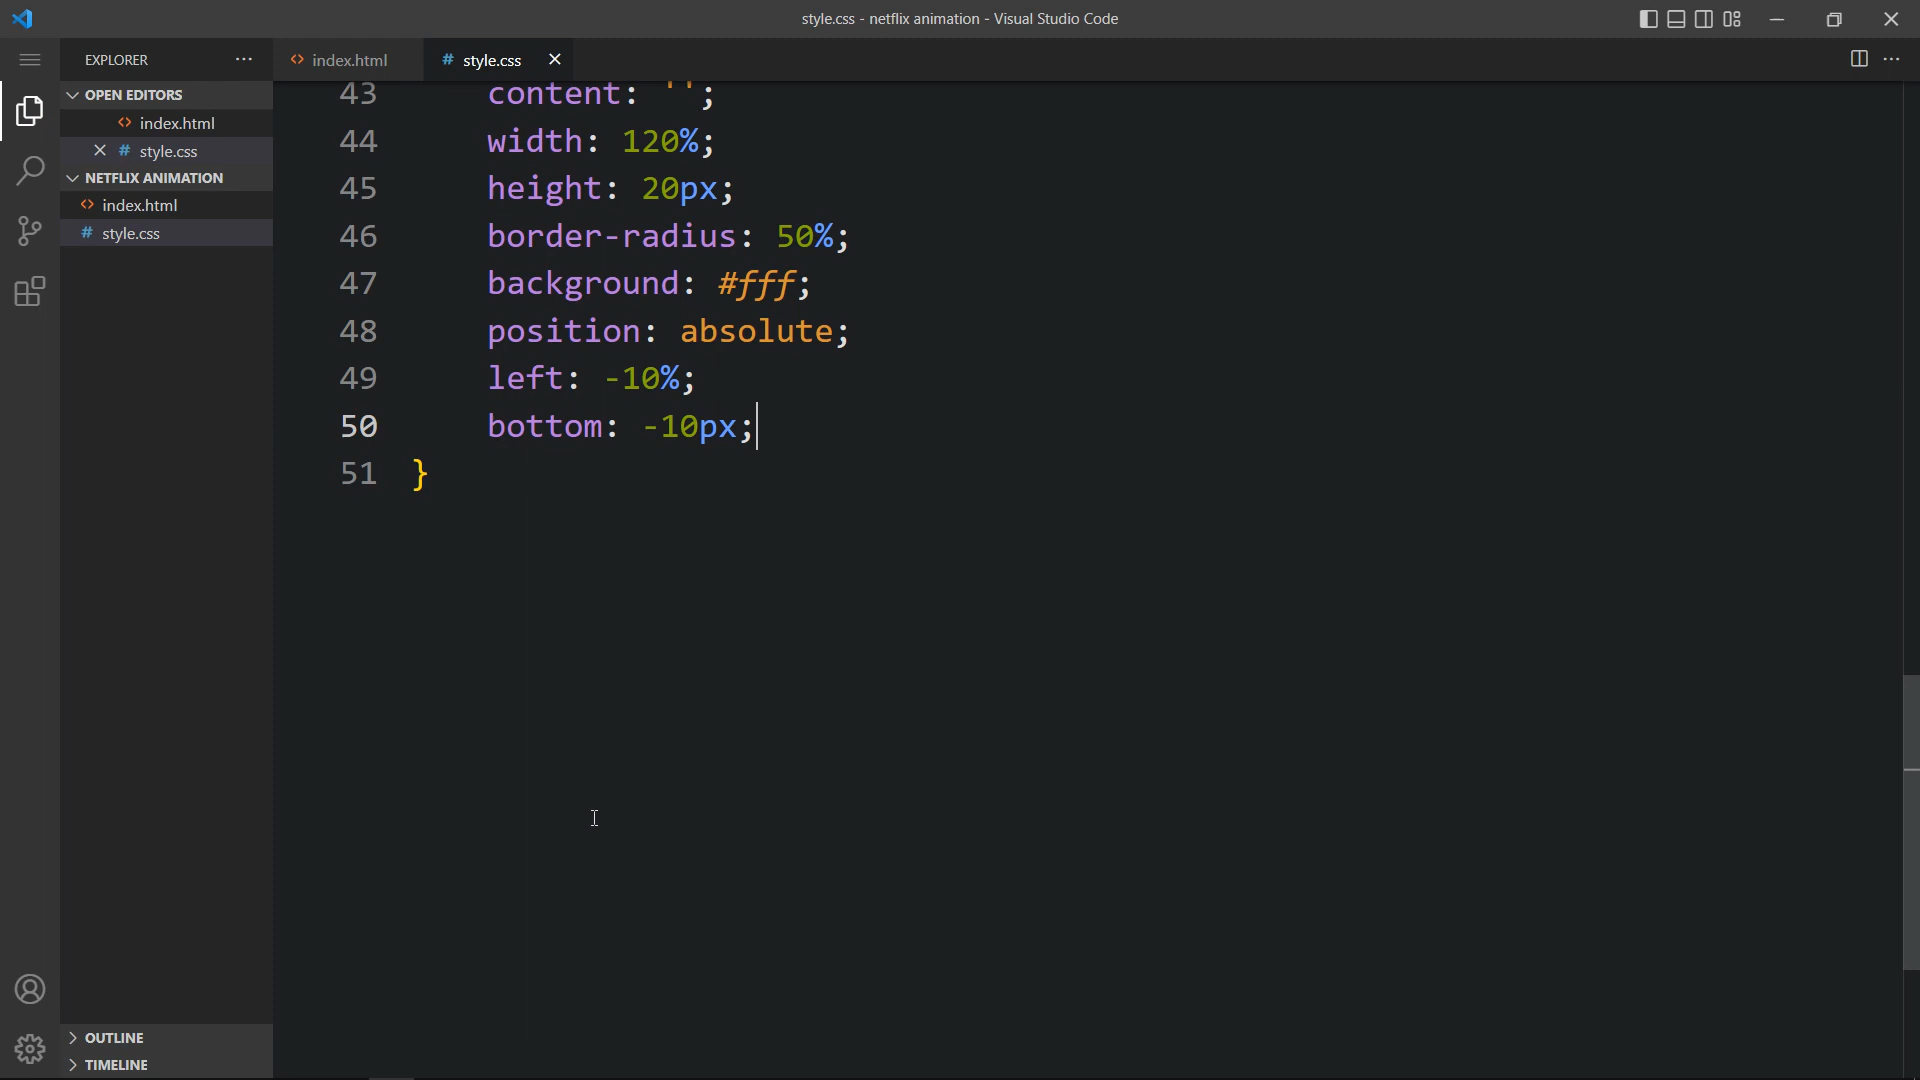 style.css - netflix animation - Visual Studio Code
EXPLORER
index.html
# style.css
OPEN EDITORS
index.html
# style.css
NETFLIX ANIMATION
index.html
# style.css
OUTLINE
TIMELINE
43 content: '';
44 width: 120%;
45 height: 20px;
46 border-radius: 50%;
47 background: #fff;
48 position: absolute;
49 left: -10%;
50 bottom: -10px;
51 }